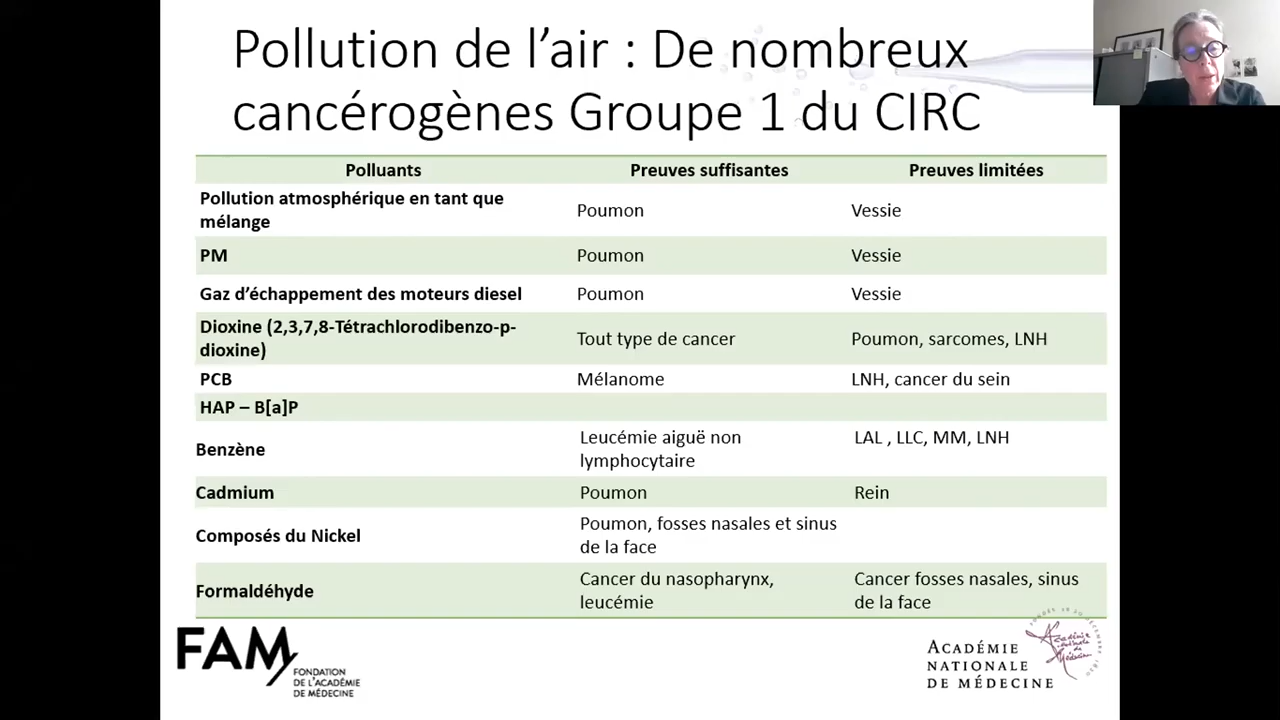 Pollution de l’air : De nombreux
cancérogènes Groupe 1 du CIRC
Polluants Preuves suffisantes Preuves limitées
Pollution atmosphérique en tant que
mélange
Poumon Vessie
PM Poumon Vessie
Gaz d’échappement des moteurs diesel Poumon Vessie
Dioxine (2,3,7,8-Tétrachlorodibenzo-p-
dioxine)
Tout type de cancer Poumon, sarcomes, LNH
PCB Mélanome LNH, cancer du sein
HAP – B[a]P
Benzène
Leucémie aiguë non
lymphocytaire
LAL , LLC, MM, LNH
Cadmium Poumon Rein
Composés du Nickel
Poumon, fosses nasales et sinus
de la face
Formaldéhyde
Cancer du nasopharynx,
leucémie
Cancer fosses nasales, sinus
de la face
FAM
FONDATION
DE L'ACADÉMIE
DE MÉDECINE
ACADÉMIE
NATIONALE
DE MÉDECINE